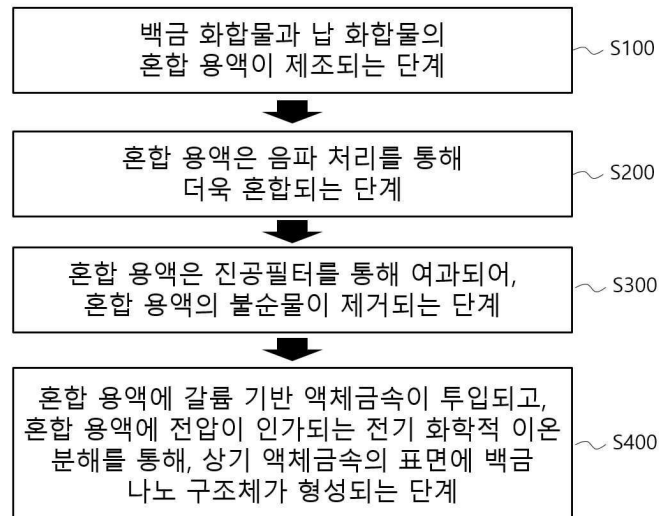 백금 화합물과 납 화합물의
혼합 용액이 제조되는 단계
S100
혼합 용액은 음파 처리를 통해
더욱 혼합되는 단계
S200
혼합 용액은 진공필터를 통해 여과되어,
혼합 용액의 불순물이 제거되는 단계
S300
혼합 용액에 갈륨 기반 액체금속이 투입되고,
혼합 용액에 전압이 인가되는 전기 화학적 이온
분해를 통해, 상기 액체금속의 표면에 백금
나노 구조체가 형성되는 단계
S400